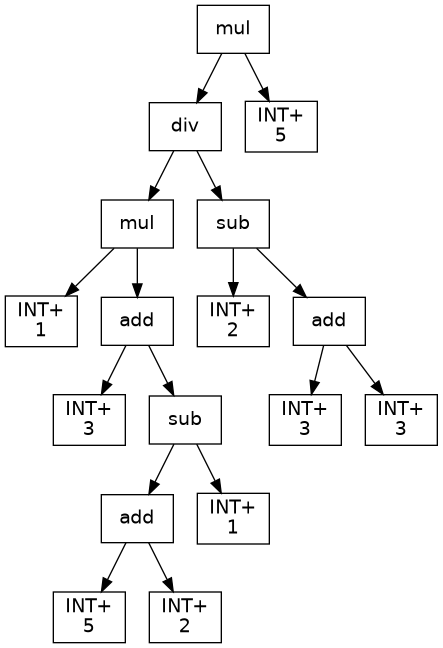 mul
div
INT+
5
mul
sub
INT+
1
add
INT+
2
add
INT+
3
sub
INT+
3
INT+
3
add
INT+
1
INT+
5
INT+
2